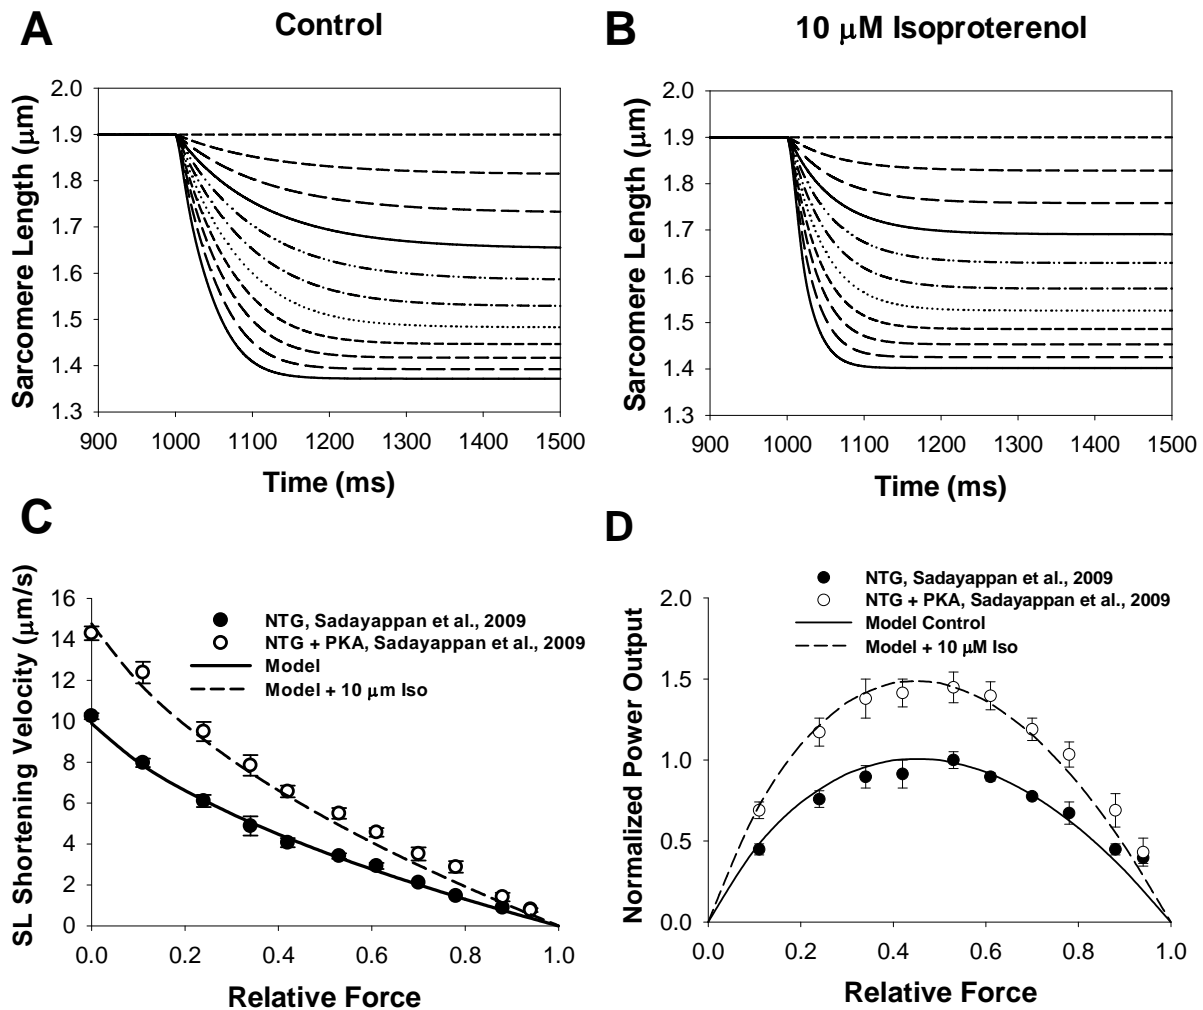 A
Control
B
10 μM Isoproterenol
Sarcomere Length (μm)
2.0
1.9
1.8
1.7
1.6
1.5
1.4
1.3
900 1000 1100 1200 1300 1400 1500
Time (ms)
Sarcomere Length (μm)
2.0
1.9
1.8
1.7
1.6
1.5
1.4
1.3
900 1000 1100 1200 1300 1400 1500
Time (ms)
C
SL Shortening Velocity (μm/s)
16
14
12
10
8
6
4
2
0
NTG, Sadayappan et al., 2009
NTG + PKA, Sadayappan et al., 2009
Model
Model + 10 μm Iso
0.0 0.2 0.4 0.6 0.8 1.0
Relative Force
D
Normalized Power Output
NTG, Sadayappan et al., 2009
NTG + PKA, Sadayappan et al., 2009
Model Control
Model + 10 μM Iso
2.0
1.5
1.0
0.5
0.0
0.0 0.2 0.4 0.6 0.8 1.0
Relative Force